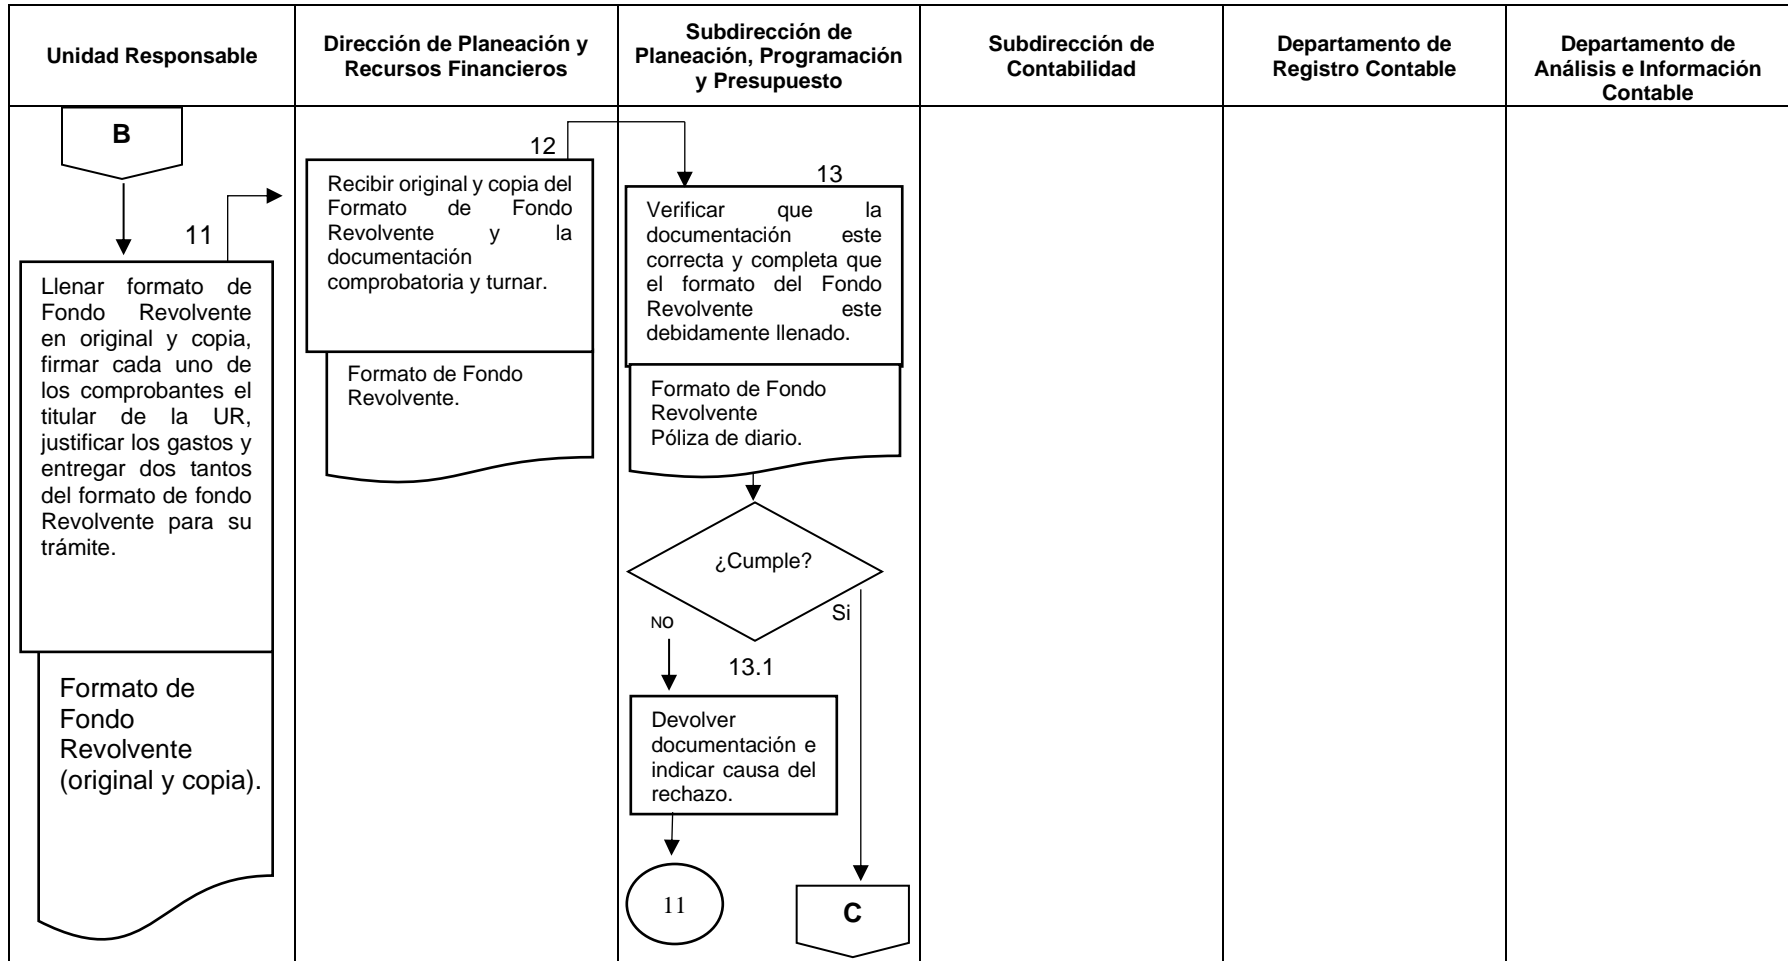 Unidad Responsable
Dirección de Planeación y
Recursos Financieros
Subdirección de
Planeación, Programación
y Presupuesto
Subdirección de
Contabilidad
Departamento de
Registro Contable
Departamento de
Análisis e Información
Contable
B
11
Llenar formato de
Fondo Revolvente
en original y copia,
firmar cada uno de
los comprobantes el
titular de la UR,
justificar los gastos y
entregar dos tantos
del formato de fondo
Revolvente para su
trámite.
Formato de
Fondo
Revolvente
(original y copia).
12
Recibir original y copia del
Formato de Fondo
Revolvente y la
documentación
comprobatoria y turnar.
Formato de Fondo
Revolvente.
13
Verificar que la
documentación este
correcta y completa que
el formato del Fondo
Revolvente este
debidamente llenado.
Formato de Fondo
Revolvente
Póliza de diario.
¿Cumple?
NO
Si
13.1
Devolver
documentación e
indicar causa del
rechazo.
11
C